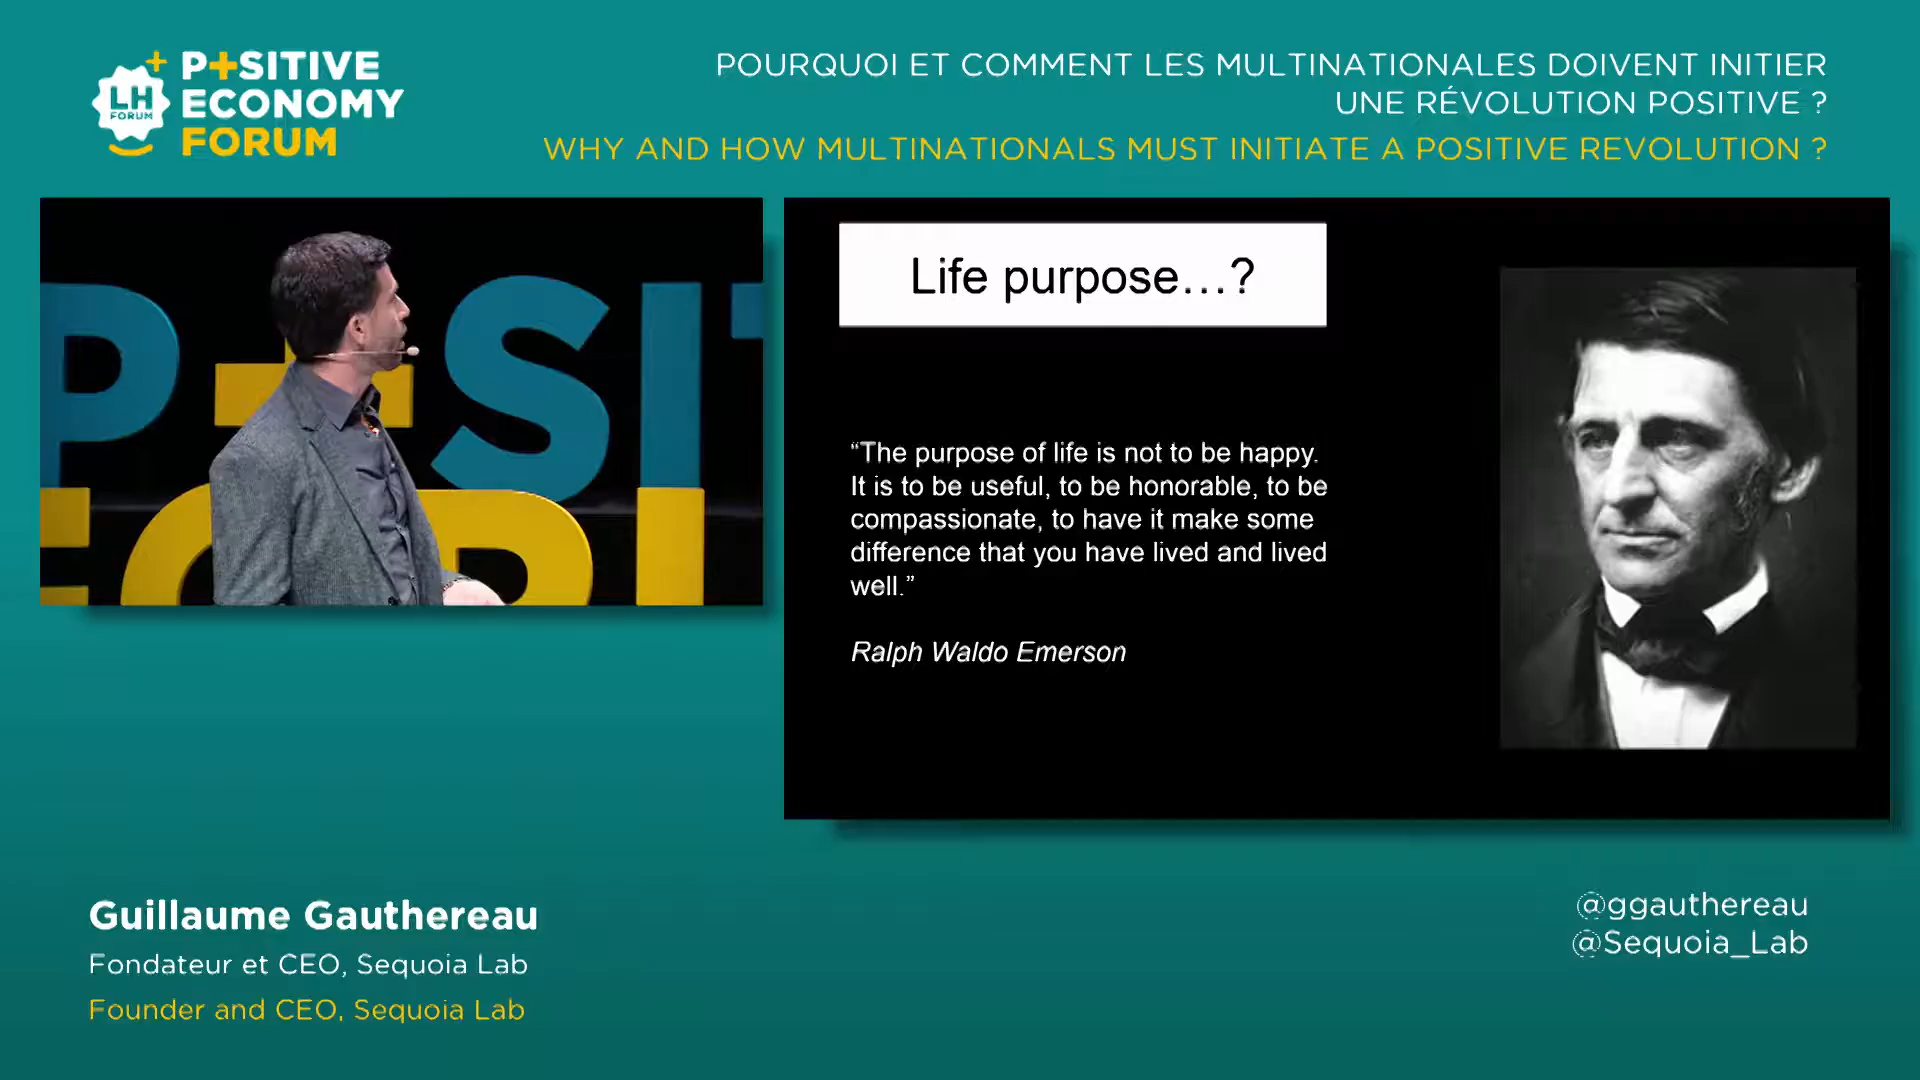 P+SITIVE
ECONOMY
FORUM
LH
FORUM
POURQUOI ET COMMENT LES MULTINATIONALES DOIVENT INITIER
UNE RÉVOLUTION POSITIVE ?
WHY AND HOW MULTINATIONALS MUST INITIATE A POSITIVE REVOLUTION ?
P+SIT
FORU
Life purpose...?
“The purpose of life is not to be happy.
It is to be useful, to be honorable, to be
compassionate, to have it make some
difference that you have lived and lived
well.”
Ralph Waldo Emerson
Guillaume Gauthereau
Fondateur et CEO, Sequoia Lab
Founder and CEO, Sequoia Lab
@ggauthereau
@Sequoia_Lab